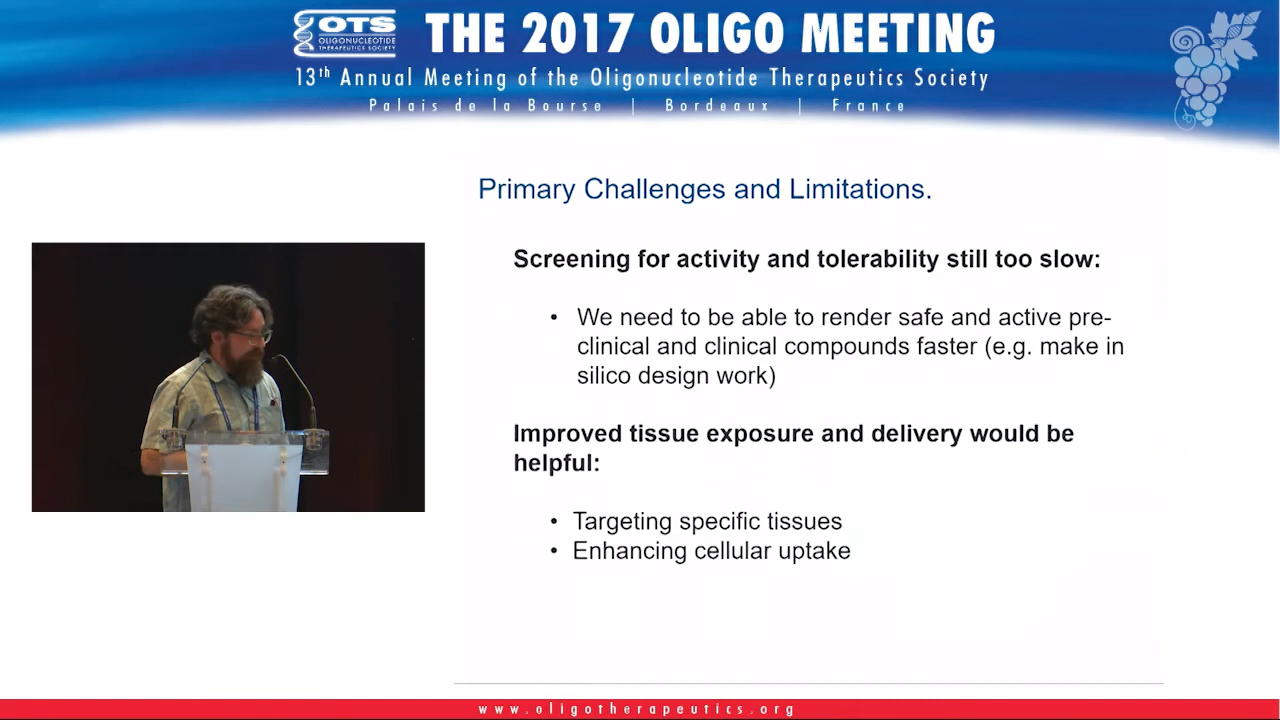 OTS
OLIGONUCLEOTIDE
THERAPEUTICS SOCIETY
THE 2017 OLIGO MEETING
13th Annual Meeting of the Oligonucleotide Therapeutics Society
Palais de la Bourse | Bordeaux | France
Primary Challenges and Limitations.
Screening for activity and tolerability still too slow:
• We need to be able to render safe and active pre-
clinical and clinical compounds faster (e.g. make in
silico design work)
Improved tissue exposure and delivery would be
helpful:
• Targeting specific tissues
• Enhancing cellular uptake
www.oligotherapeutics.org